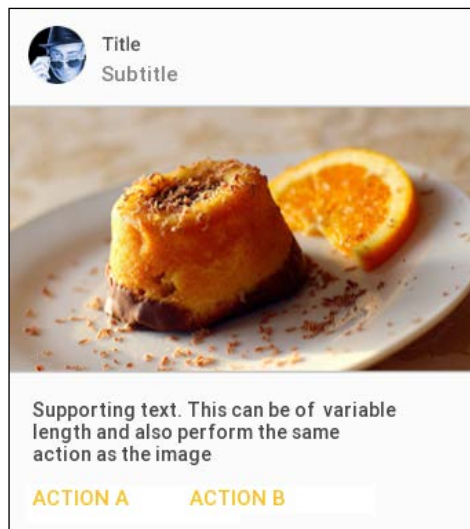 Title
Subtitle
Supporting text. This can be of variable
length and also perform the same
action as the image
ACTION A ACTION B